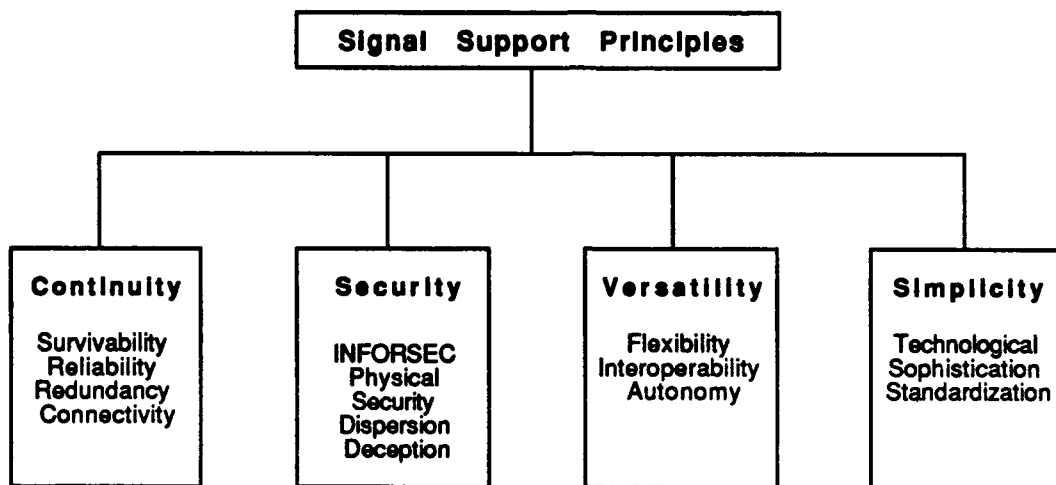 Signal Support Principles
Continuity
Survivability
Reliability
Redundancy
Connectivity
Security
INFORSEC
Physical
Security
Dispersion
Deception
Versatility
Flexibility
Interoperability
Autonomy
Simplicity
Technological
Sophistication
Standardization